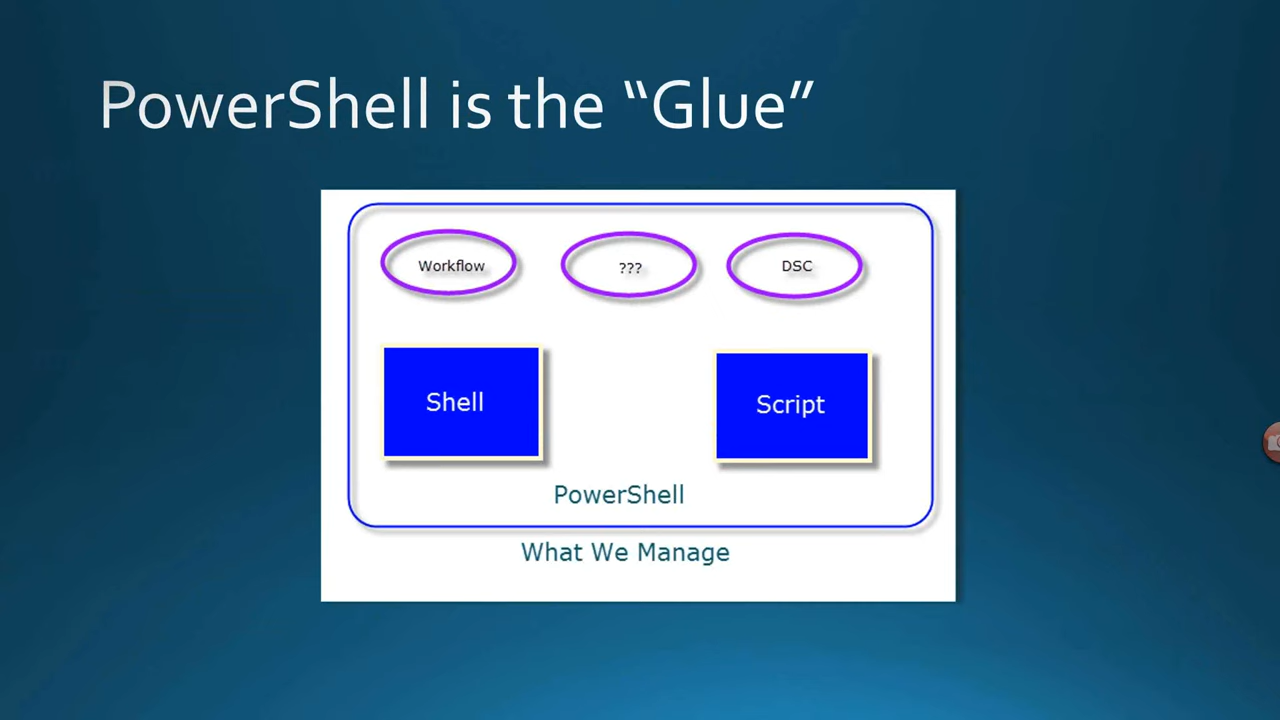 PowerShell is the “Glue”
Workflow
???
DSC
Shell
Script
PowerShell
What We Manage